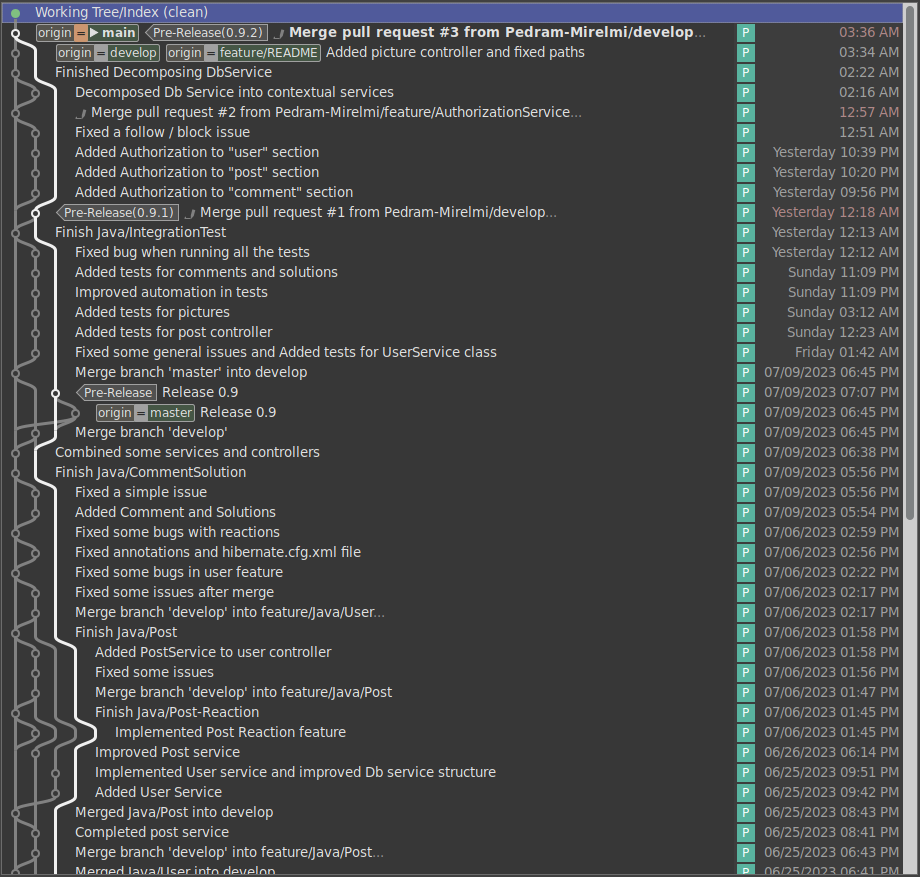 Working Tree/Index (clean)
origin = main Pre-Release(0.9.2) Merge pull request #3 from Pedram-Mirelmi/develop... P 03:36 AM
origin = develop origin = feature/README Added picture controller and fixed paths P 03:34 AM
Finished Decomposing DbService P 02:22 AM
Decomposed Db Service into contextual services P 02:16 AM
Merge pull request #2 from Pedram-Mirelmi/feature/AuthorizationService... P 12:57 AM
Fixed a follow / block issue P 12:51 AM
Added Authorization to "user" section P Yesterday 10:39 PM
Added Authorization to "post" section P Yesterday 10:20 PM
Added Authorization to "comment" section P Yesterday 09:56 PM
Pre-Release(0.9.1) Merge pull request #1 from Pedram-Mirelmi/develop... P Yesterday 12:18 AM
Finish Java/IntegrationTest P Yesterday 12:13 AM
Fixed bug when running all the tests P Yesterday 12:12 AM
Added tests for comments and solutions P Sunday 11:09 PM
Improved automation in tests P Sunday 11:09 PM
Added tests for pictures P Sunday 03:12 AM
Added tests for post controller P Sunday 12:23 AM
Fixed some general issues and Added tests for UserService class P Friday 01:42 AM
Merge branch 'master' into develop P 07/09/2023 06:45 PM
Pre-Release Release 0.9 P 07/09/2023 07:07 PM
origin = master Release 0.9 P 07/09/2023 06:45 PM
Merge branch 'develop' P 07/09/2023 06:45 PM
Combined some services and controllers P 07/09/2023 06:38 PM
Finish Java/CommentSolution P 07/09/2023 05:56 PM
Fixed a simple issue P 07/09/2023 05:56 PM
Added Comment and Solutions P 07/09/2023 05:54 PM
Fixed some bugs with reactions P 07/06/2023 02:59 PM
Fixed annotations and hibernate.cfg.xml file P 07/06/2023 02:56 PM
Fixed some bugs in user feature P 07/06/2023 02:22 PM
Fixed some issues after merge P 07/06/2023 02:17 PM
Merge branch 'develop' into feature/Java/User... P 07/06/2023 02:17 PM
Finish Java/Post P 07/06/2023 01:58 PM
Added PostService to user controller P 07/06/2023 01:58 PM
Fixed some issues P 07/06/2023 01:56 PM
Merge branch 'develop' into feature/Java/Post P 07/06/2023 01:47 PM
Finish Java/Post-Reaction P 07/06/2023 01:45 PM
Implemented Post Reaction feature P 07/06/2023 01:45 PM
Improved Post service P 06/26/2023 06:14 PM
Implemented User service and improved Db service structure P 06/25/2023 09:51 PM
Added User Service P 06/25/2023 09:42 PM
Merged Java/Post into develop P 06/25/2023 08:43 PM
Completed post service P 06/25/2023 08:41 PM
Merge branch 'develop' into feature/Java/Post... P 06/25/2023 06:43 PM
Merged Java/User into develop P 06/25/2023 06:41 PM